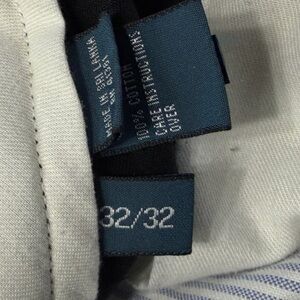 MADE IN SRI LANKA
100% COTTON
CARE INSTRUCTIONS
OVER
32/32